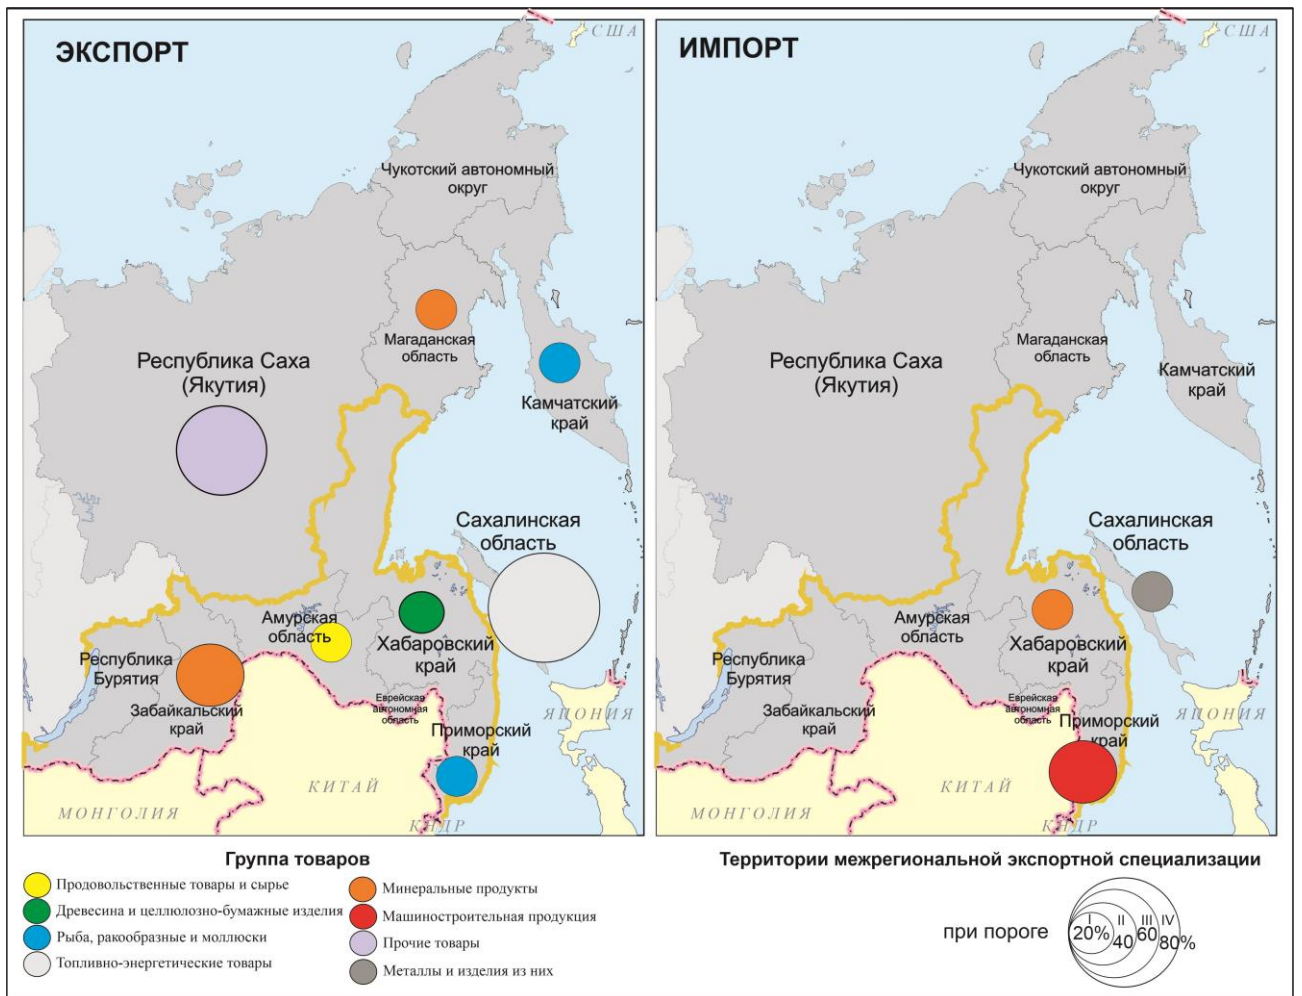 ЭКСПОРТ
США
Чукотский автономный
округ
Магаданская
область
Республика Саха
(Якутия)
Камчатский
край
Сахалинская
область
Амурская
область
Хабаровский
край
Республика
Бурятия
Забайкальский
край
Еврейская
автономная
область
Приморский
край
ЯПОНИЯ
КИТАЙ
МОНГОЛИЯ
КНДР
ИМПОРТ
США
Чукотский автономный
округ
Магаданская
область
Республика Саха
(Якутия)
Камчатский
край
Сахалинская
область
Амурская
область
Хабаровский
край
Республика
Бурятия
Забайкальский
край
Еврейская
автономная
область
Приморский
край
ЯПОНИЯ
КИТАЙ
МОНГОЛИЯ
КНДР
Группа товаров
Продовольственные товары и сырье
Древесина и целлюлозно-бумажные изделия
Рыба, ракообразные и моллюски
Топливно-энергетические товары
Минеральные продукты
Машиностроительная продукция
Прочие товары
Металлы и изделия из них
Территории межрегиональной экспортной специализации
при пороге
I II III IV
20% 40 60 80%